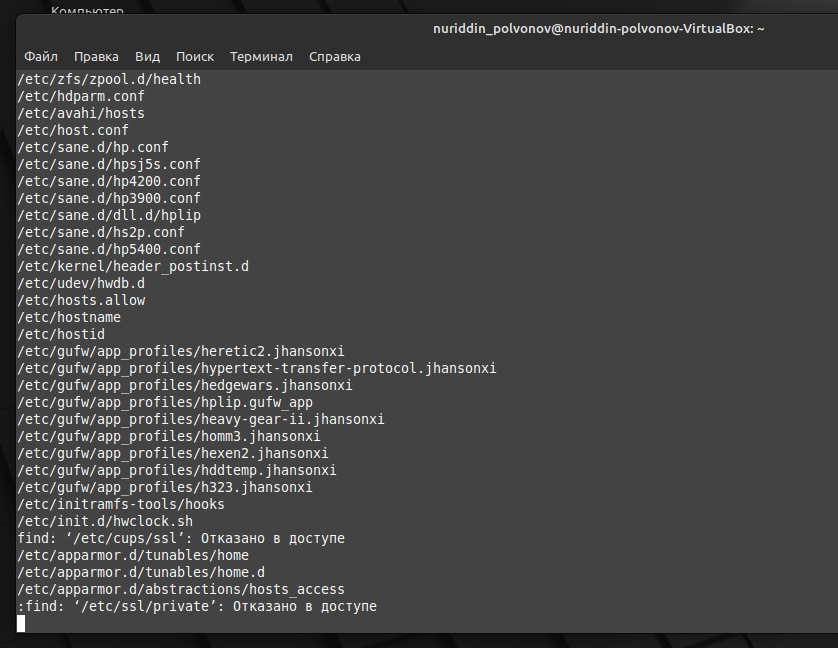 Компьютер
nuriddin_polvonov@nuriddin-polvonov-VirtualBox: ~
Файл Правка Вид Поиск Терминал Справка
/etc/zfs/zpool.d/health
/etc/hdparm.conf
/etc/avahi/hosts
/etc/host.conf
/etc/sane.d/hp.conf
/etc/sane.d/hpsj5s.conf
/etc/sane.d/hp4200.conf
/etc/sane.d/hp3900.conf
/etc/sane.d/dll.d/hplip
/etc/sane.d/hs2p.conf
/etc/sane.d/hp5400.conf
/etc/kernel/header_postinst.d
/etc/udev/hwdb.d
/etc/hosts.allow
/etc/hostname
/etc/hostid
/etc/gufw/app_profiles/heretic2.jhansonxi
/etc/gufw/app_profiles/hypertext-transfer-protocol.jhansonxi
/etc/gufw/app_profiles/hedgewars.jhansonxi
/etc/gufw/app_profiles/hplip.gufw_app
/etc/gufw/app_profiles/heavy-gear-ii.jhansonxi
/etc/gufw/app_profiles/homm3.jhansonxi
/etc/gufw/app_profiles/hexen2.jhansonxi
/etc/gufw/app_profiles/hddtemp.jhansonxi
/etc/gufw/app_profiles/h323.jhansonxi
/etc/initramfs-tools/hooks
/etc/init.d/hwclock.sh
find: ‘/etc/cups/ssl’: Отказано в доступе
/etc/apparmor.d/tunables/home
/etc/apparmor.d/tunables/home.d
/etc/apparmor.d/abstractions/hosts_access
:find: ‘/etc/ssl/private’: Отказано в доступе